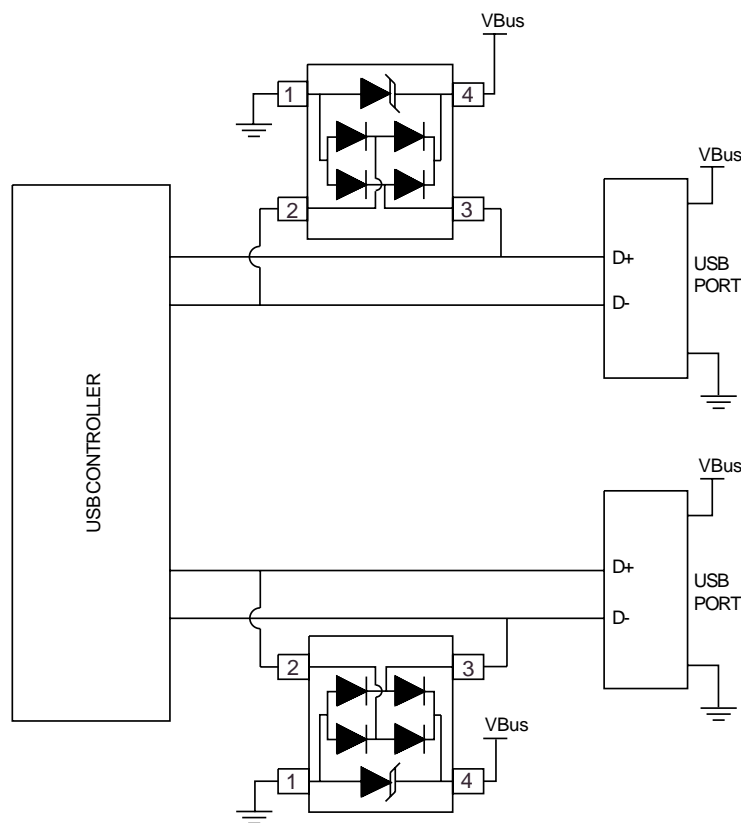 VBus
1
4
VBus
2
3
D+
USB
PORT
D-
USBCONTROLLER
VBus
D+
USB
PORT
D-
2
3
VBus
1
4